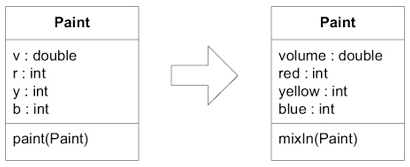 Paint
v : double
r : int
y : int
b : int
paint(Paint)
Paint
volume : double
red : int
yellow : int
blue : int
mixIn(Paint)